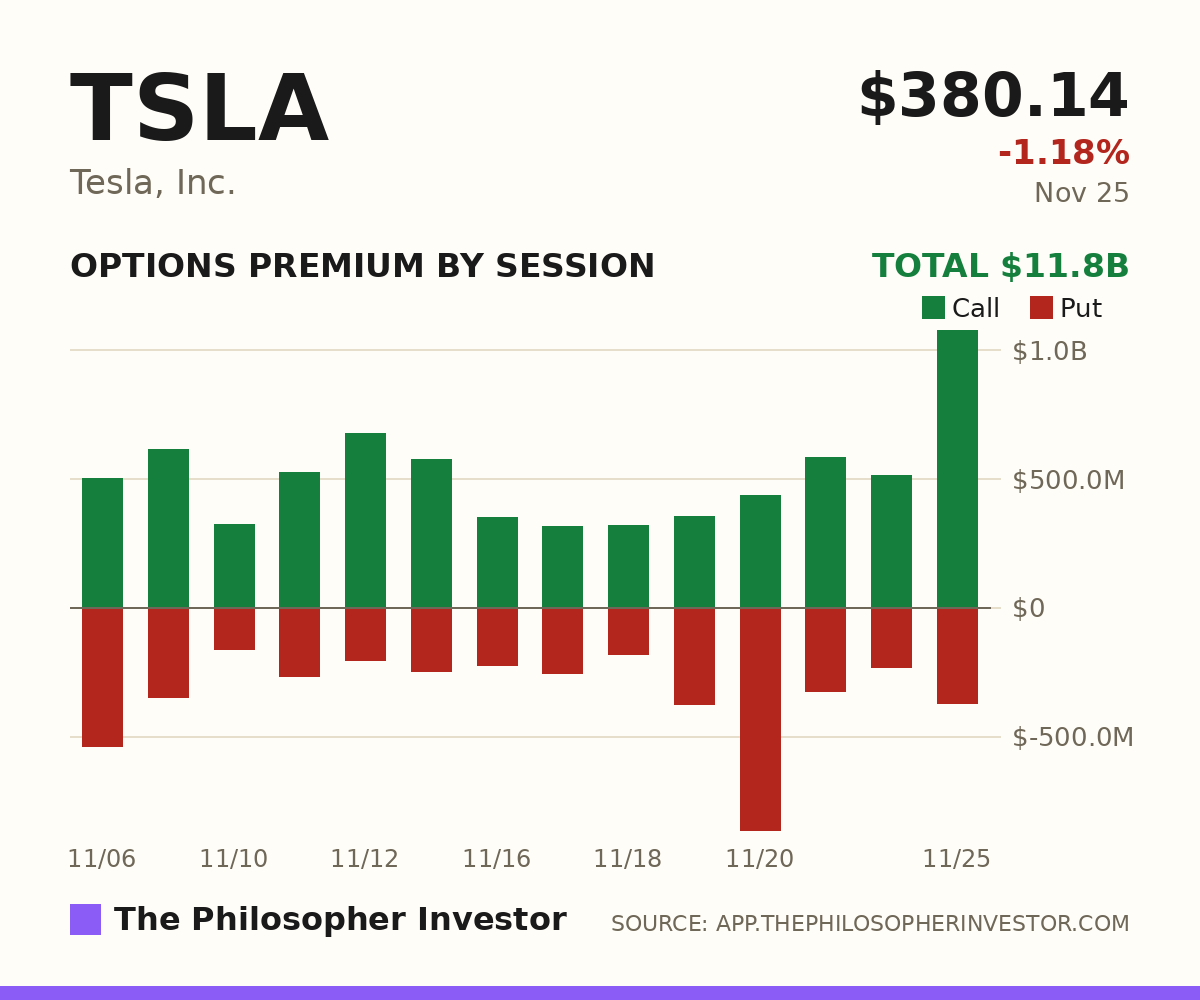 TSLA
$380.14
-1.18%
Tesla, Inc.
Nov 25
OPTIONS PREMIUM BY SESSION
TOTAL $11.8B
Call
Put
$1.0B
$500.0M
$0
$-500.0M
11/06
11/10
11/12
11/16
11/18
11/20
11/25
The Philosopher Investor
SOURCE: APP.THEPHILOSOPHERINVESTOR.COM